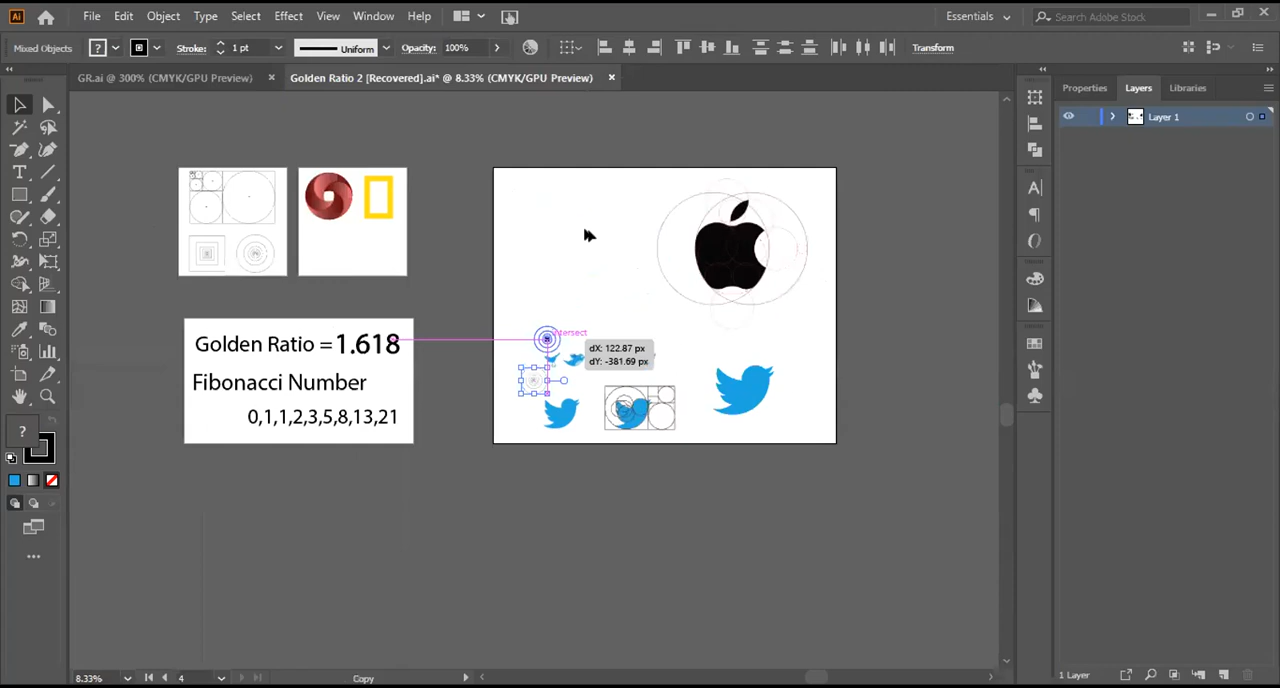 Ai File Edit Object Type Select Effect View Window Help Essentials Search Adobe Stock
Mixed Objects ? Stroke: 1 pt Uniform Opacity: 100% Transform
GR.ai @ 300% (CMYK/GPU Preview) Golden Ratio 2 [Recovered].ai* @ 8.33% (CMYK/GPU Preview)
Properties Layers Libraries
Layer 1
Golden Ratio =1.618
Fibonacci Number
0,1,1,2,3,5,8,13,21
intersect
dX: 122.87 px
dY: -381.69 px
?
8.33% 4 Copy
1 Layer